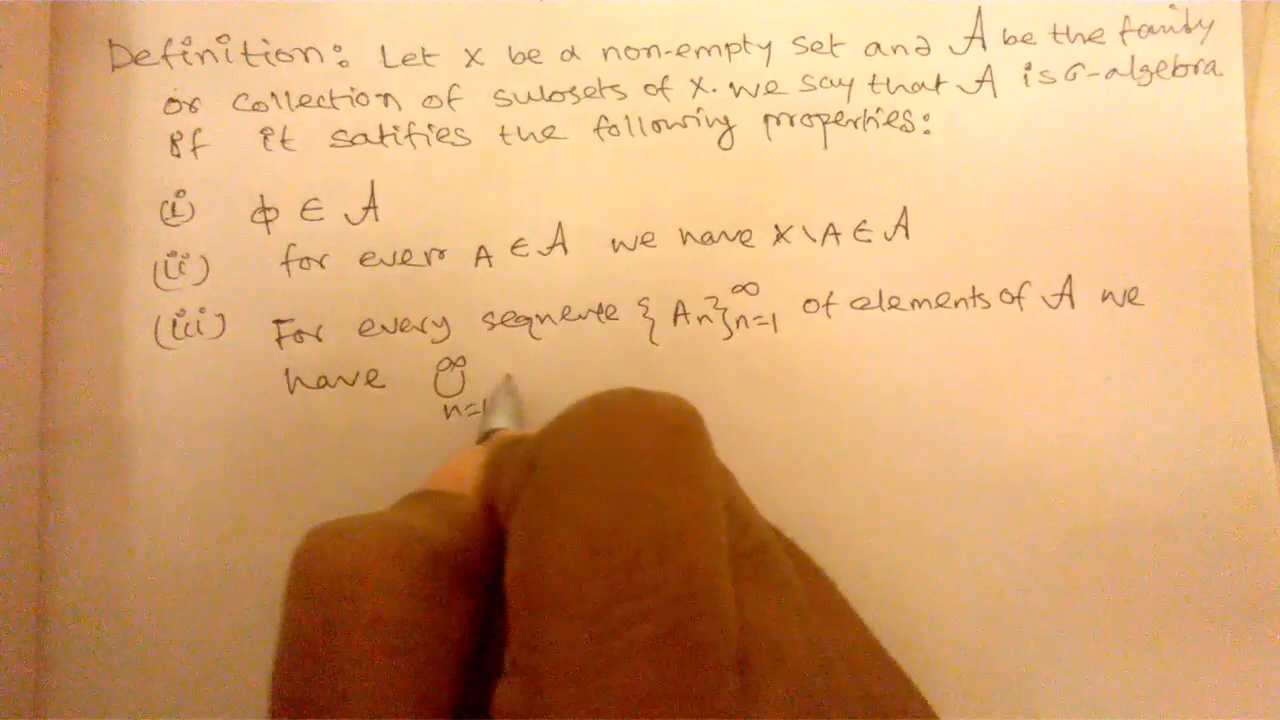 Definition: Let X be a non-empty set and A be the family
or collection of subsets of X. we say that A is σ-algebra
if it satifies the following properties:
(i) φ ∈ A
(ii) for every A ∈ A we have X \ A ∈ A
(iii) For every sequence { An }∞n=1 of elements of A we
have ∞∪n=1